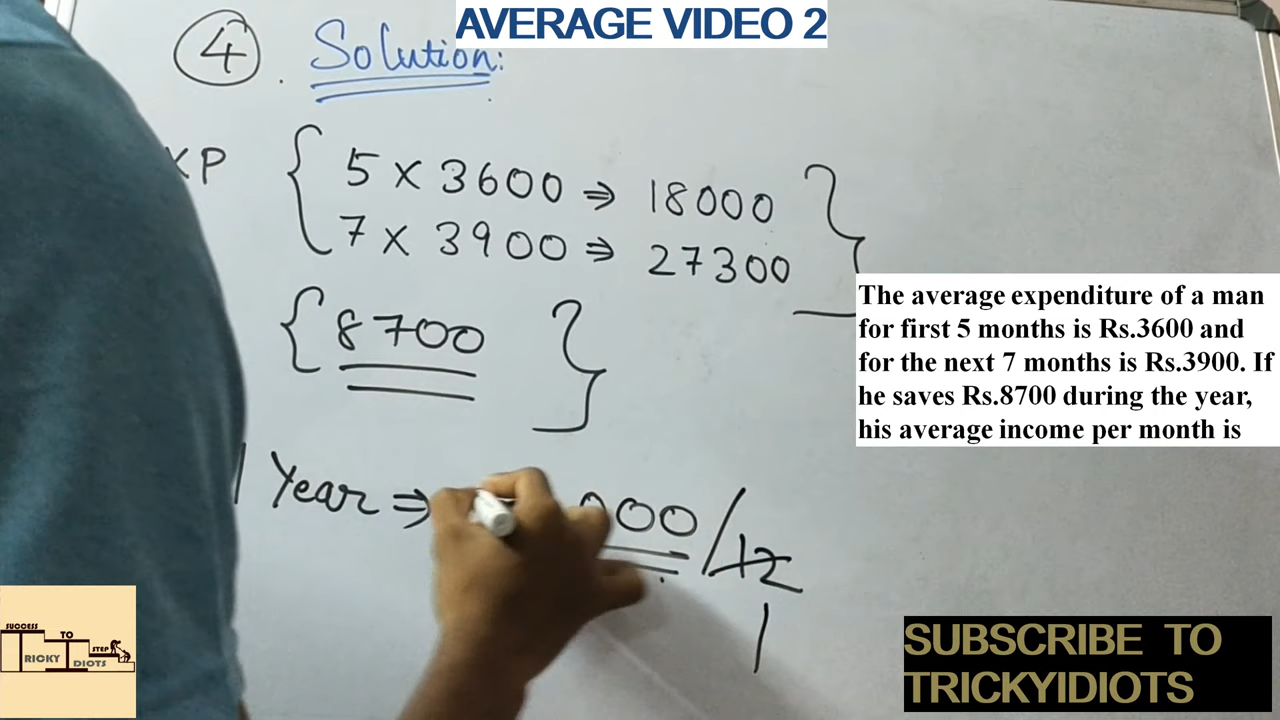 AVERAGE VIDEO 2
4. Solution:
XP
5 × 3600 ⇒ 18000
7 × 3900 ⇒ 27300
8700
The average expenditure of a man
for first 5 months is Rs.3600 and
for the next 7 months is Rs.3900. If
he saves Rs.8700 during the year,
his average income per month is
1 Year ⇒ 000/12
1
SUCCESS
TO
STEP
TRICKY IDIOTS
SUBSCRIBE TO
TRICKYIDIOTS